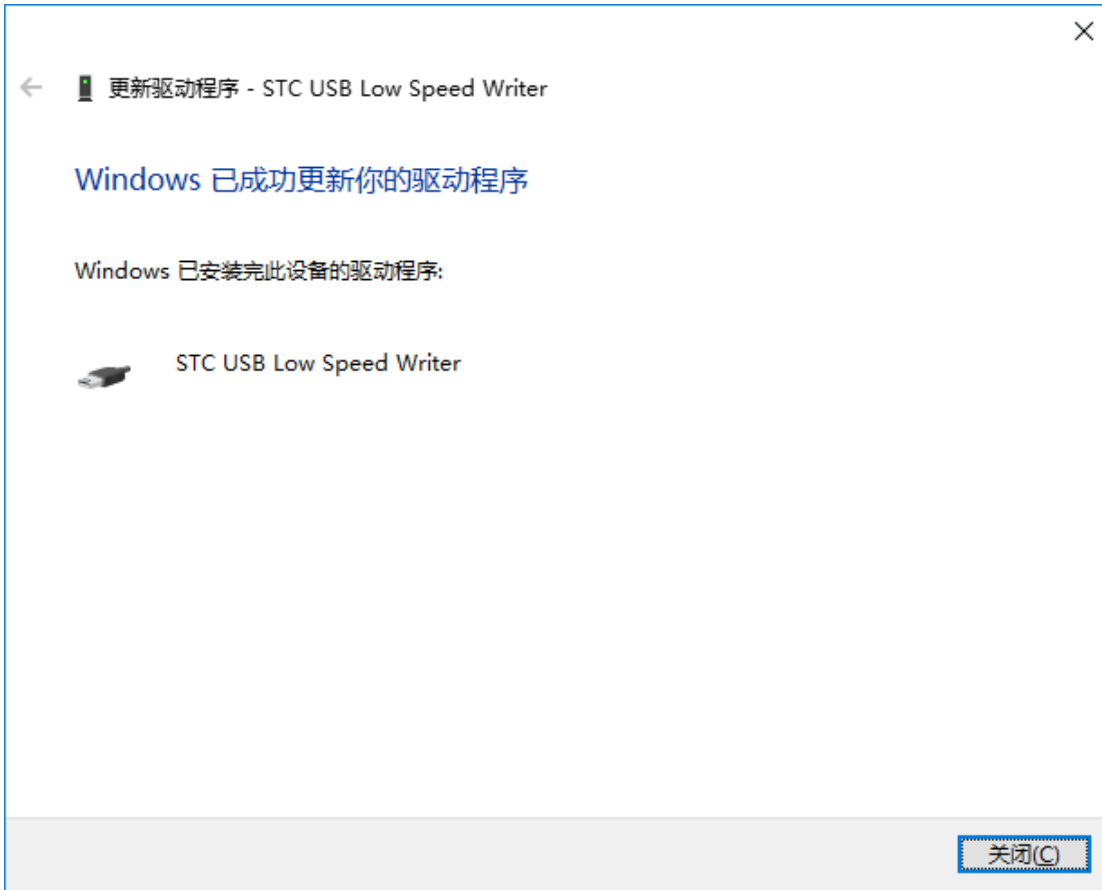 更新驱动程序 - STC USB Low Speed Writer
Windows 已成功更新你的驱动程序
Windows 已安装完此设备的驱动程序:
STC USB Low Speed Writer
关闭(C)